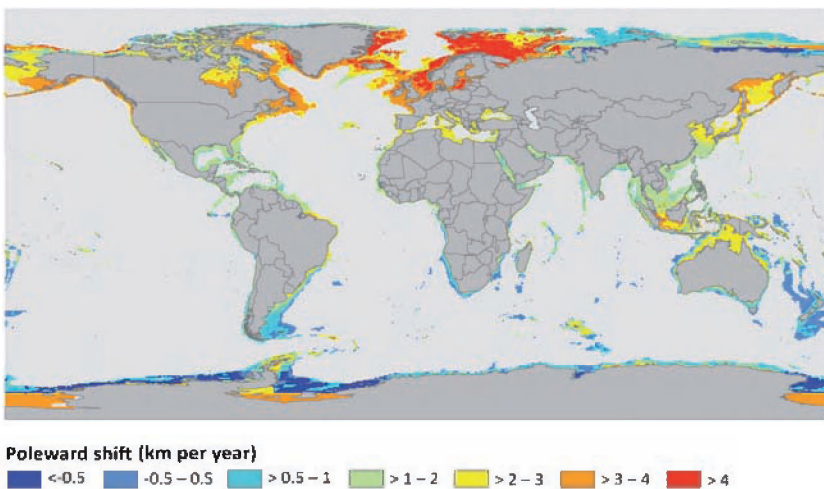 Poleward shift (km per year)
<-0.5 -0.5 – 0.5 > 0.5 – 1 > 1 – 2 > 2 – 3 > 3 – 4 > 4